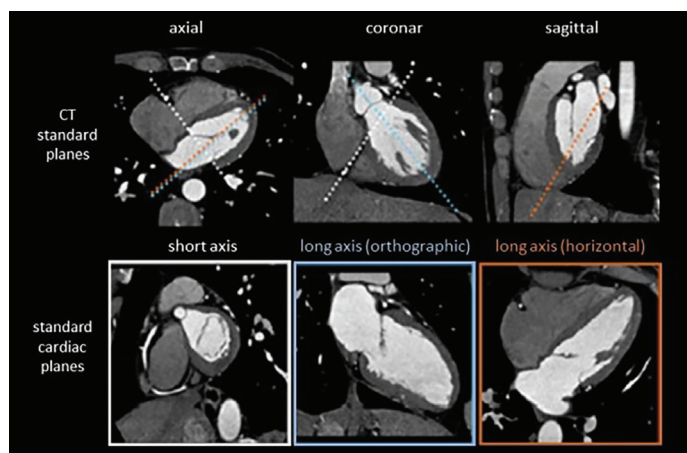 axial
coronar
sagittal
CT
standard
planes
short axis
long axis (orthographic)
long axis (horizontal)
standard
cardiac
planes